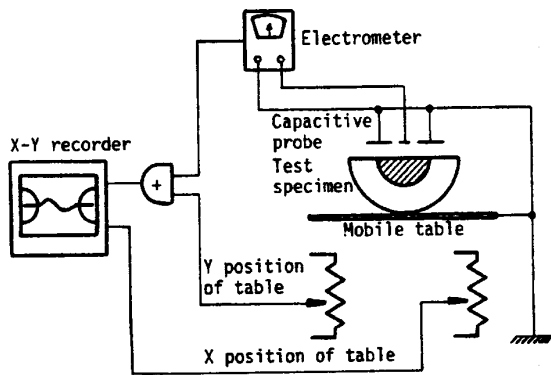 Electrometer
X-Y recorder
Capacitive
probe
Test
specimen
+
Mobile table
Y position
of table
X position of table